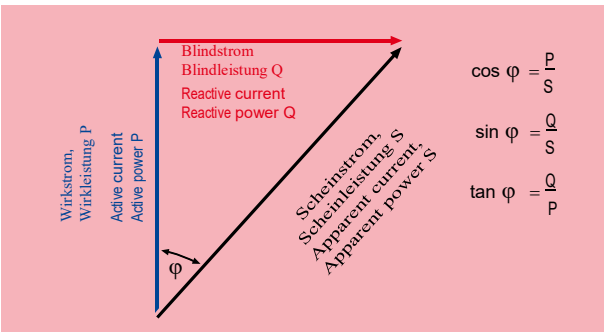 Blindstrom
Blindleistung Q
Reactive current
Reactive power Q
Wirkstrom,
Wirkleistung P
Active current
Active power P
Scheinstrom,
Scheinleistung S
Apparent current,
Apparent power S
φ
cos φ = P/S
sin φ = Q/S
tan φ = Q/P